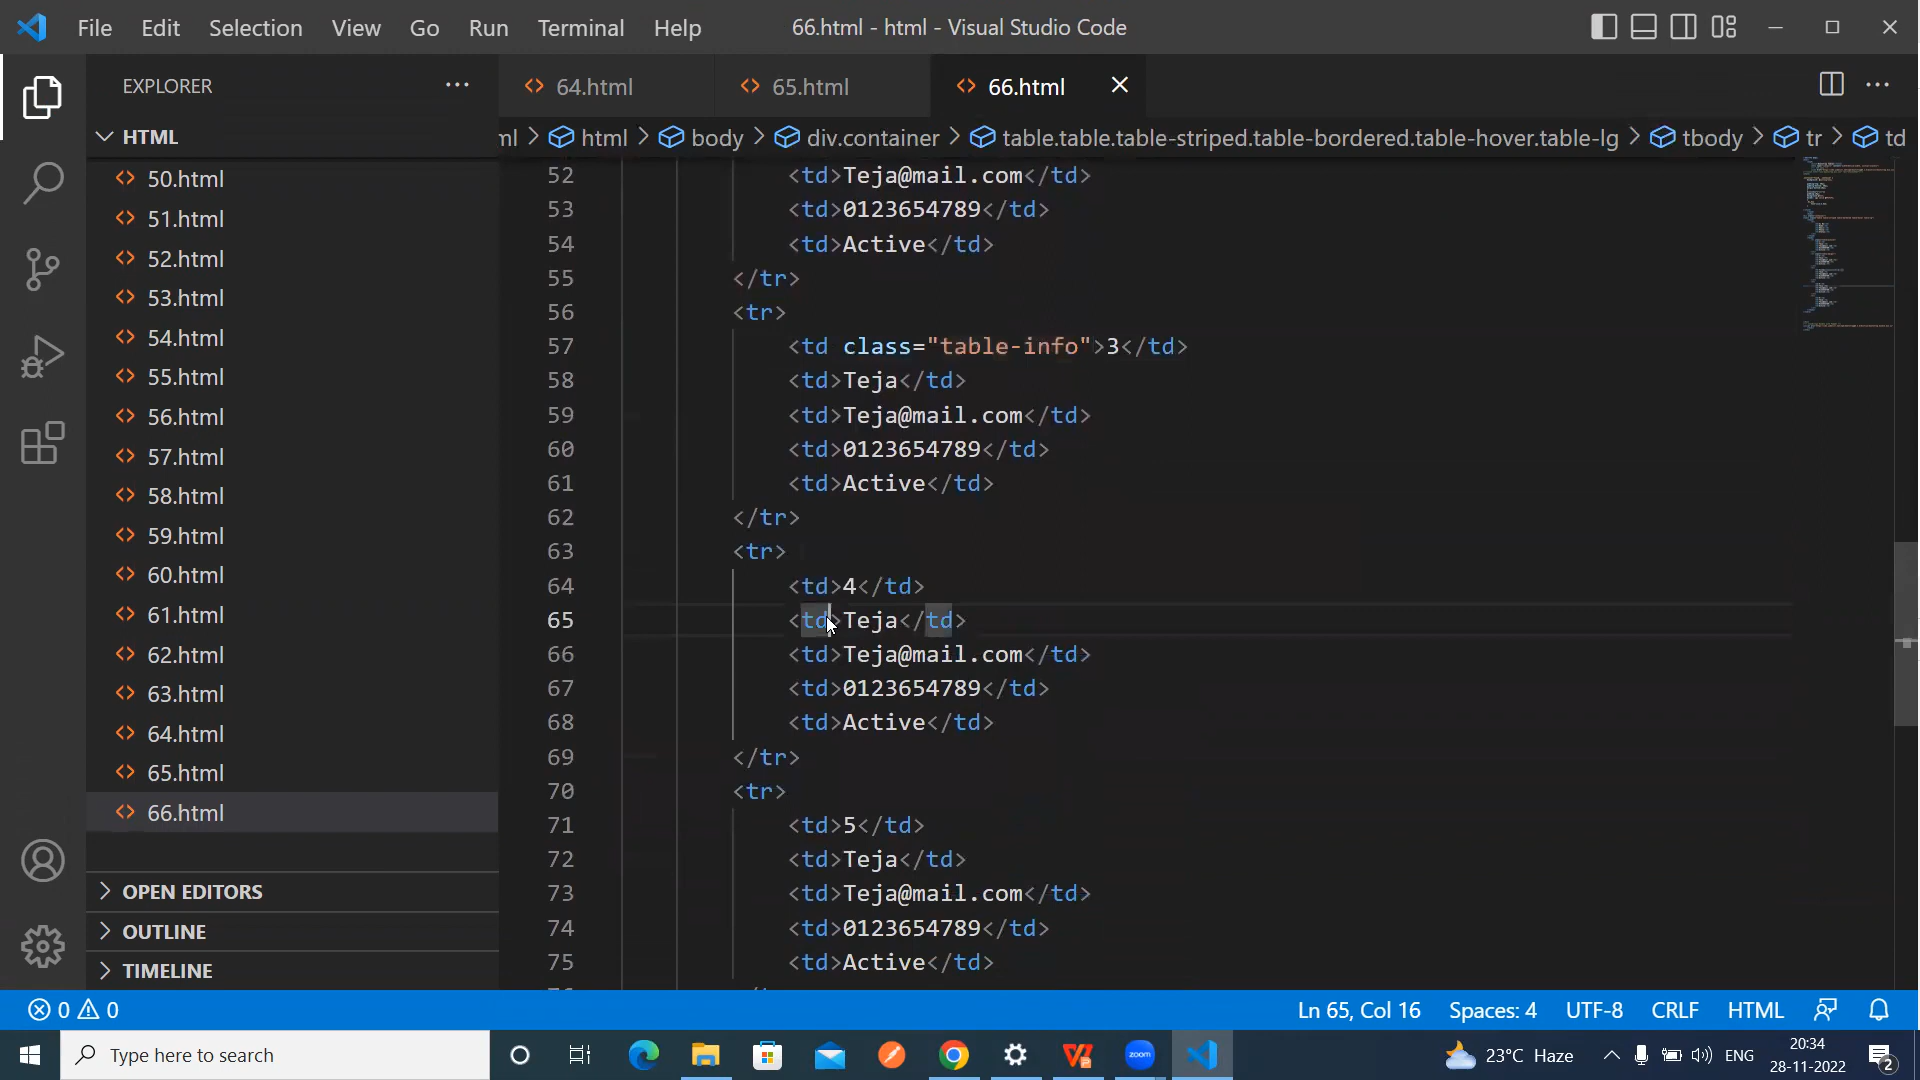 File Edit Selection View Go Run Terminal Help 66.html - html - Visual Studio Code
EXPLORER
64.html 65.html 66.html
HTML
ml > html > body > div.container > table.table.table-striped.table-bordered.table-hover.table-lg > tbody > tr > td
50.html
51.html
52.html
53.html
54.html
55.html
56.html
57.html
58.html
59.html
60.html
61.html
62.html
63.html
64.html
65.html
66.html
OPEN EDITORS
OUTLINE
TIMELINE
52 <td>Teja@mail.com</td>
53 <td>0123654789</td>
54 <td>Active</td>
55 </tr>
56 <tr>
57 <td class="table-info">3</td>
58 <td>Teja</td>
59 <td>Teja@mail.com</td>
60 <td>0123654789</td>
61 <td>Active</td>
62 </tr>
63 <tr>
64 <td>4</td>
65 <td>Teja</td>
66 <td>Teja@mail.com</td>
67 <td>0123654789</td>
68 <td>Active</td>
69 </tr>
70 <tr>
71 <td>5</td>
72 <td>Teja</td>
73 <td>Teja@mail.com</td>
74 <td>0123654789</td>
75 <td>Active</td>
0 0 Ln 65, Col 16 Spaces: 4 UTF-8 CRLF HTML
Type here to search zoom 23°C Haze ENG 20:34
28-11-2022 2